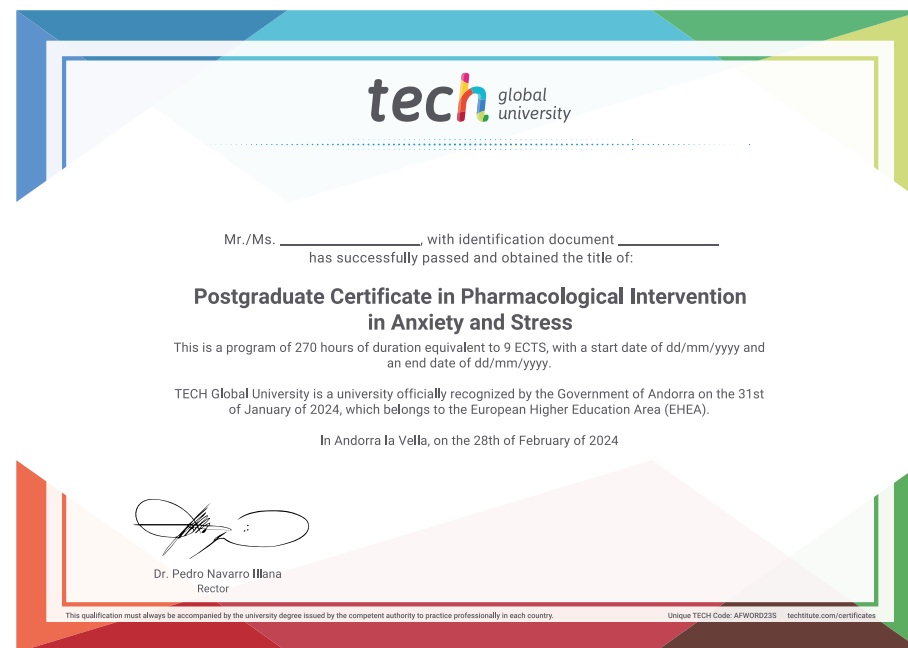 tech global
university
Mr./Ms. ____________, with identification document ____________
has successfully passed and obtained the title of:
Postgraduate Certificate in Pharmacological Intervention
in Anxiety and Stress
This is a program of 270 hours of duration equivalent to 9 ECTS, with a start date of dd/mm/yyyy and
an end date of dd/mm/yyyy.
TECH Global University is a university officially recognized by the Government of Andorra on the 31st
of January of 2024, which belongs to the European Higher Education Area (EHEA).
In Andorra la Vella, on the 28th of February of 2024
Dr. Pedro Navarro Illana
Rector
This qualification must always be accompanied by the university degree issued by the competent authority to practice professionally in each country.
Unique TECH Code: AFWORD23S techtitute.com/certificates